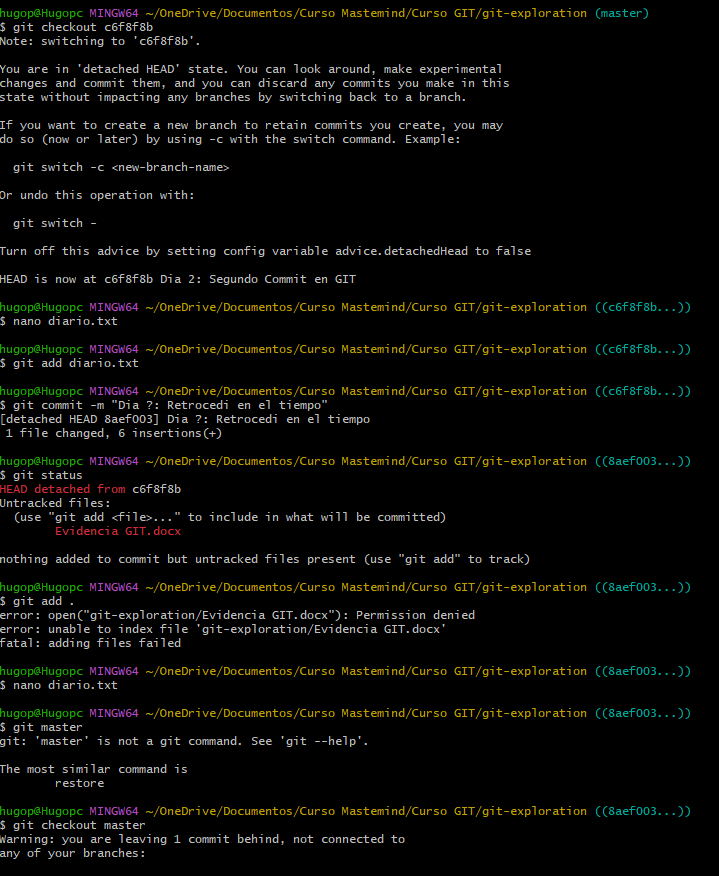 hugop@Hugopc MINGW64 ~/OneDrive/Documentos/Curso Mastemind/Curso GIT/git-exploration (master)
$ git checkout c6f8f8b
Note: switching to 'c6f8f8b'.

You are in 'detached HEAD' state. You can look around, make experimental
changes and commit them, and you can discard any commits you make in this
state without impacting any branches by switching back to a branch.

If you want to create a new branch to retain commits you create, you may
do so (now or later) by using -c with the switch command. Example:

  git switch -c <new-branch-name>

Or undo this operation with:

  git switch -

Turn off this advice by setting config variable advice.detachedHead to false

HEAD is now at c6f8f8b Dia 2: Segundo Commit en GIT

hugop@Hugopc MINGW64 ~/OneDrive/Documentos/Curso Mastemind/Curso GIT/git-exploration ((c6f8f8b...))
$ nano diario.txt

hugop@Hugopc MINGW64 ~/OneDrive/Documentos/Curso Mastemind/Curso GIT/git-exploration ((c6f8f8b...))
$ git add diario.txt

hugop@Hugopc MINGW64 ~/OneDrive/Documentos/Curso Mastemind/Curso GIT/git-exploration ((c6f8f8b...))
$ git commit -m "Dia ?: Retrocedi en el tiempo"
[detached HEAD 8aef003] Dia ?: Retrocedi en el tiempo
 1 file changed, 6 insertions(+)

hugop@Hugopc MINGW64 ~/OneDrive/Documentos/Curso Mastemind/Curso GIT/git-exploration ((8aef003...))
$ git status
HEAD detached from c6f8f8b
Untracked files:
  (use "git add <file>..." to include in what will be committed)
        Evidencia GIT.docx

nothing added to commit but untracked files present (use "git add" to track)

hugop@Hugopc MINGW64 ~/OneDrive/Documentos/Curso Mastemind/Curso GIT/git-exploration ((8aef003...))
$ git add .
error: open("git-exploration/Evidencia GIT.docx"): Permission denied
error: unable to index file 'git-exploration/Evidencia GIT.docx'
fatal: adding files failed

hugop@Hugopc MINGW64 ~/OneDrive/Documentos/Curso Mastemind/Curso GIT/git-exploration ((8aef003...))
$ nano diario.txt

hugop@Hugopc MINGW64 ~/OneDrive/Documentos/Curso Mastemind/Curso GIT/git-exploration ((8aef003...))
$ git master
git: 'master' is not a git command. See 'git --help'.

The most similar command is
        restore

hugop@Hugopc MINGW64 ~/OneDrive/Documentos/Curso Mastemind/Curso GIT/git-exploration ((8aef003...))
$ git checkout master
Warning: you are leaving 1 commit behind, not connected to
any of your branches: